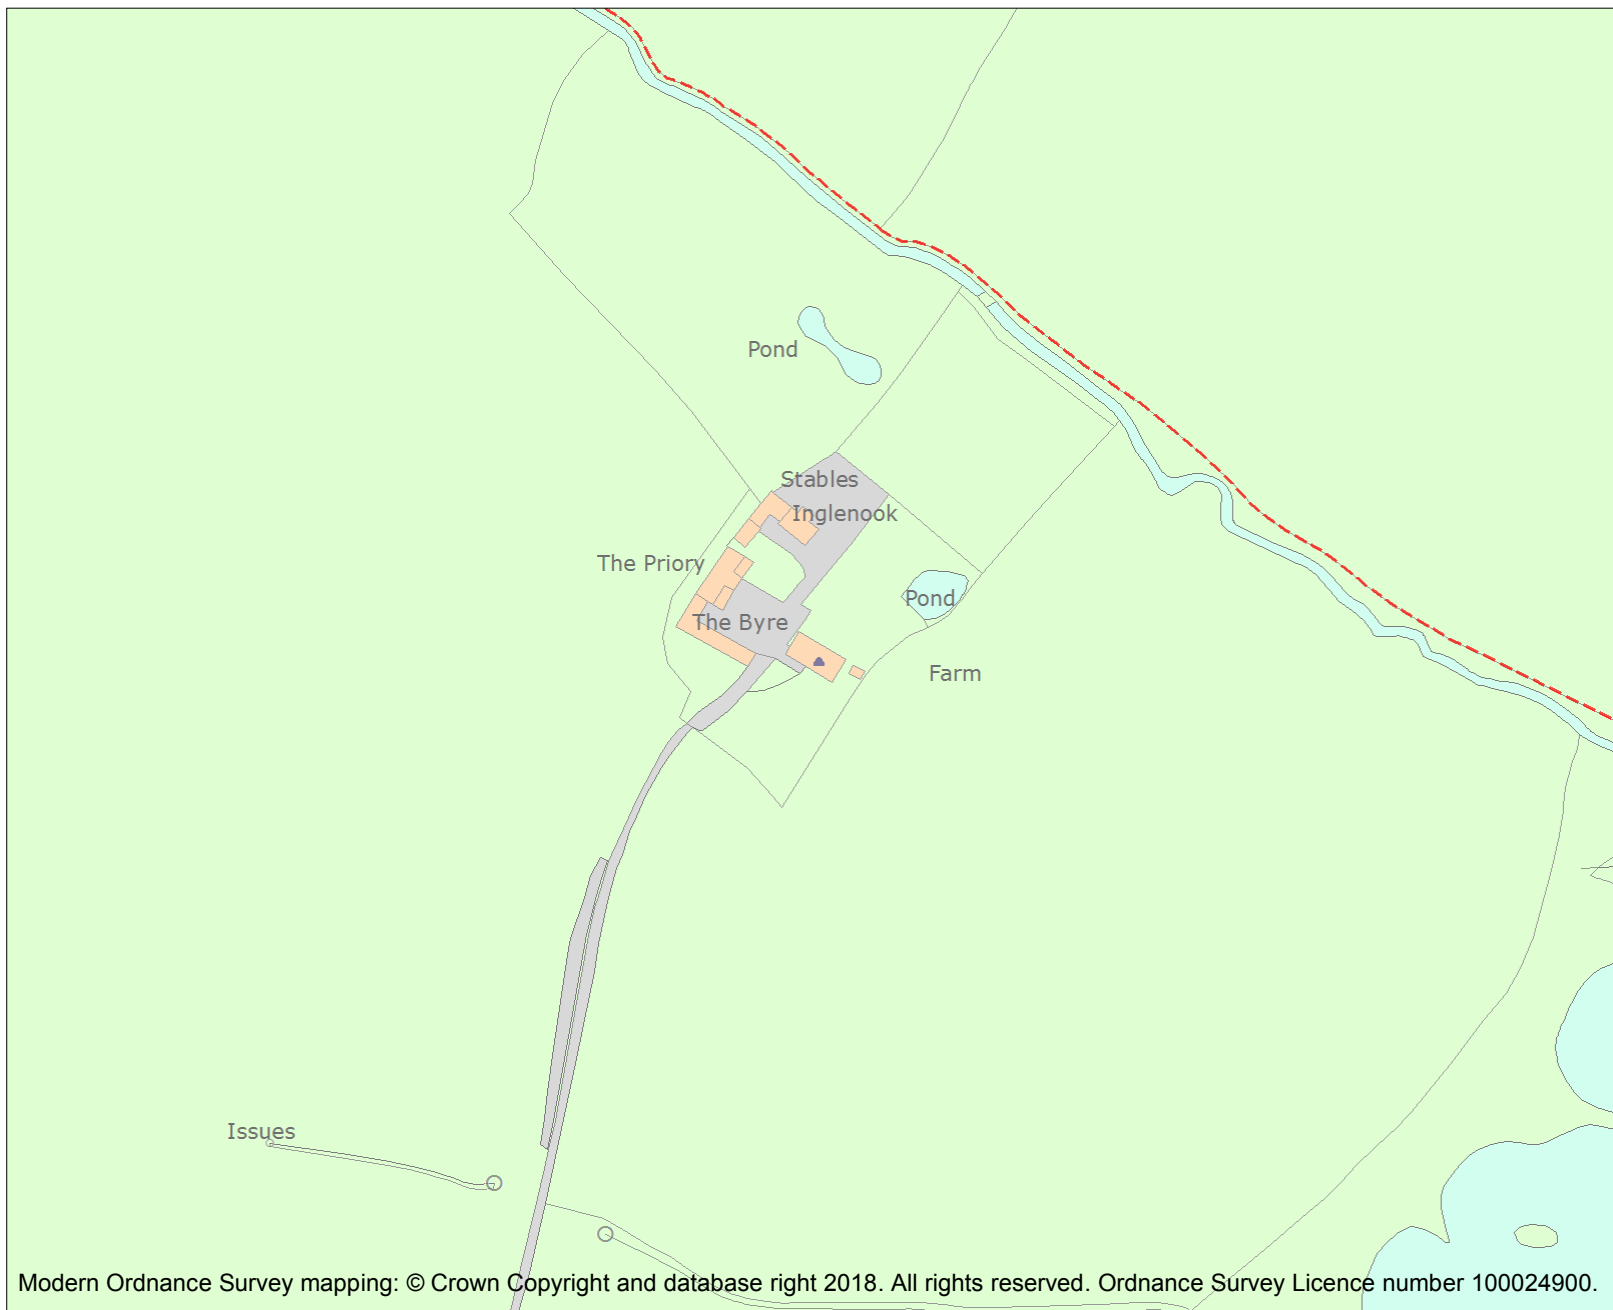 Pond
Stables
Inglenook
The Priory
Pond
The Byre
Farm
Issues
Modern Ordnance Survey mapping: © Crown Copyright and database right 2018. All rights reserved. Ordnance Survey Licence number 100024900.